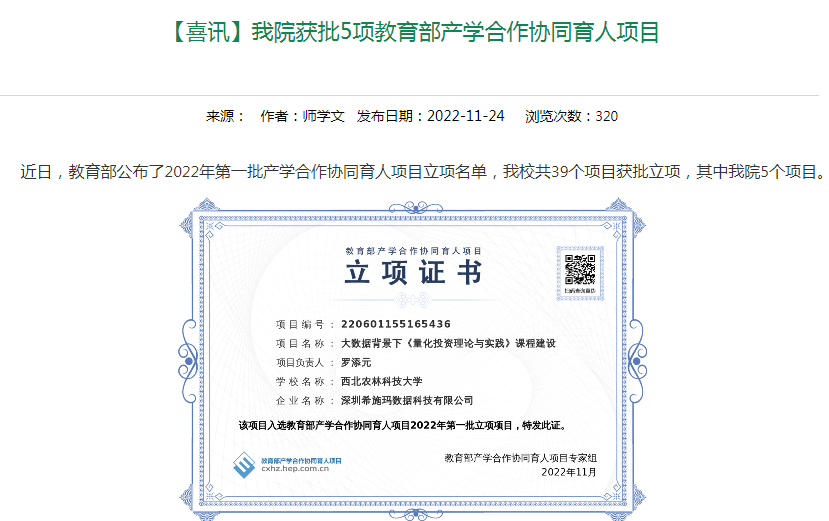 【喜讯】我院获批5项教育部产学合作协同育人项目
来源： 作者：师学文 发布日期：2022-11-24 浏览次数：320
近日，教育部公布了2022年第一批产学合作协同育人项目立项名单，我校共39个项目获批立项，其中我院5个项目。
教育部产学合作协同育人项目
立项证书
扫码查询真伪
项目编号：220601155165436
项目名称：大数据背景下《量化投资理论与实践》课程建设
项目负责人：罗添元
学校名称：西北农林科技大学
企业名称：深圳希施玛数据科技有限公司
该项目入选教育部产学合作协同育人项目2022年第一批立项项目，特发此证。
教育部产学合作协同育人项目
cxhz.hep.com.cn
教育部产学合作协同育人项目专家组
2022年11月